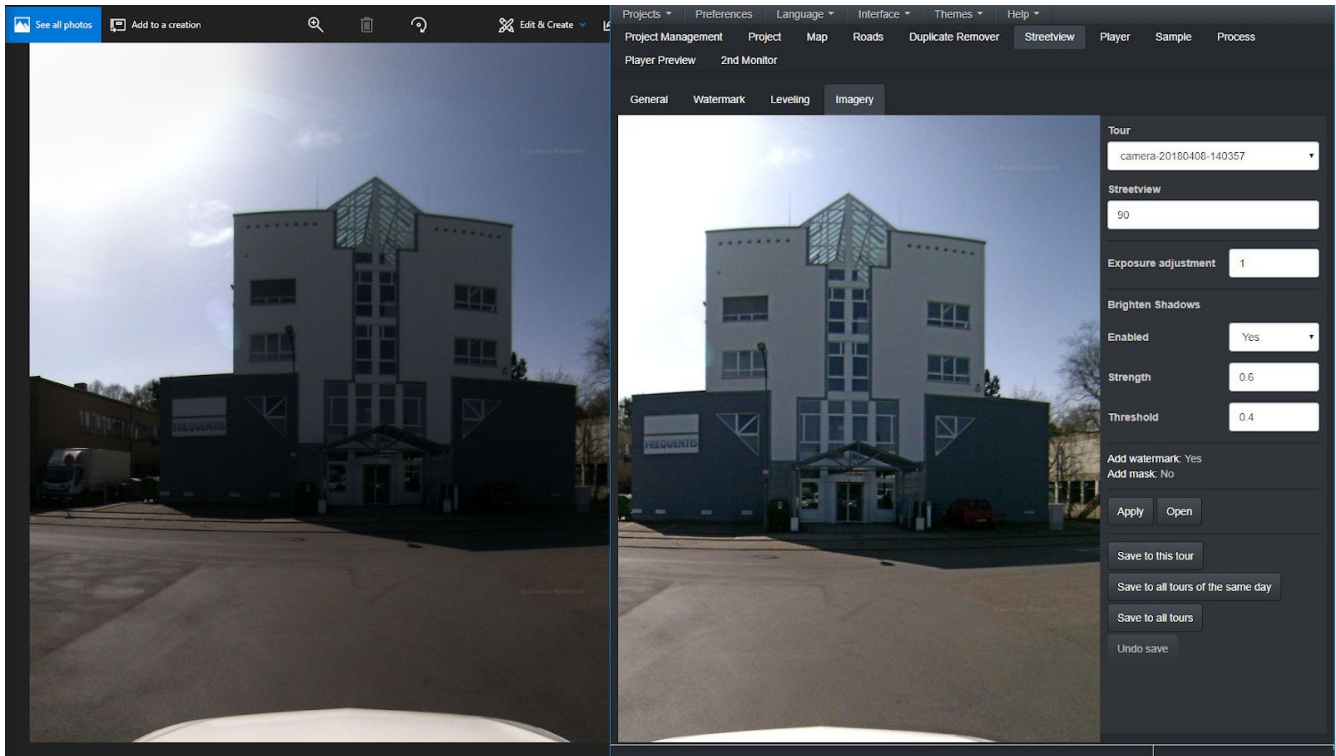 See all photos
Add to a creation
Edit & Create
FREQUENTIS
Projects Preferences Language Interface Themes Help
Project Management Project Map Roads Duplicate Remover Streetview Player Sample Process
Player Preview 2nd Monitor
General Watermark Leveling Imagery
FREQUENTIS
Tour
camera-20180408-140357
Streetview
90
Exposure adjustment 1
Brighten Shadows
Enabled Yes
Strength 0.6
Threshold 0.4
Add watermark: Yes
Add mask: No
Apply Open
Save to this tour
Save to all tours of the same day
Save to all tours
Undo save